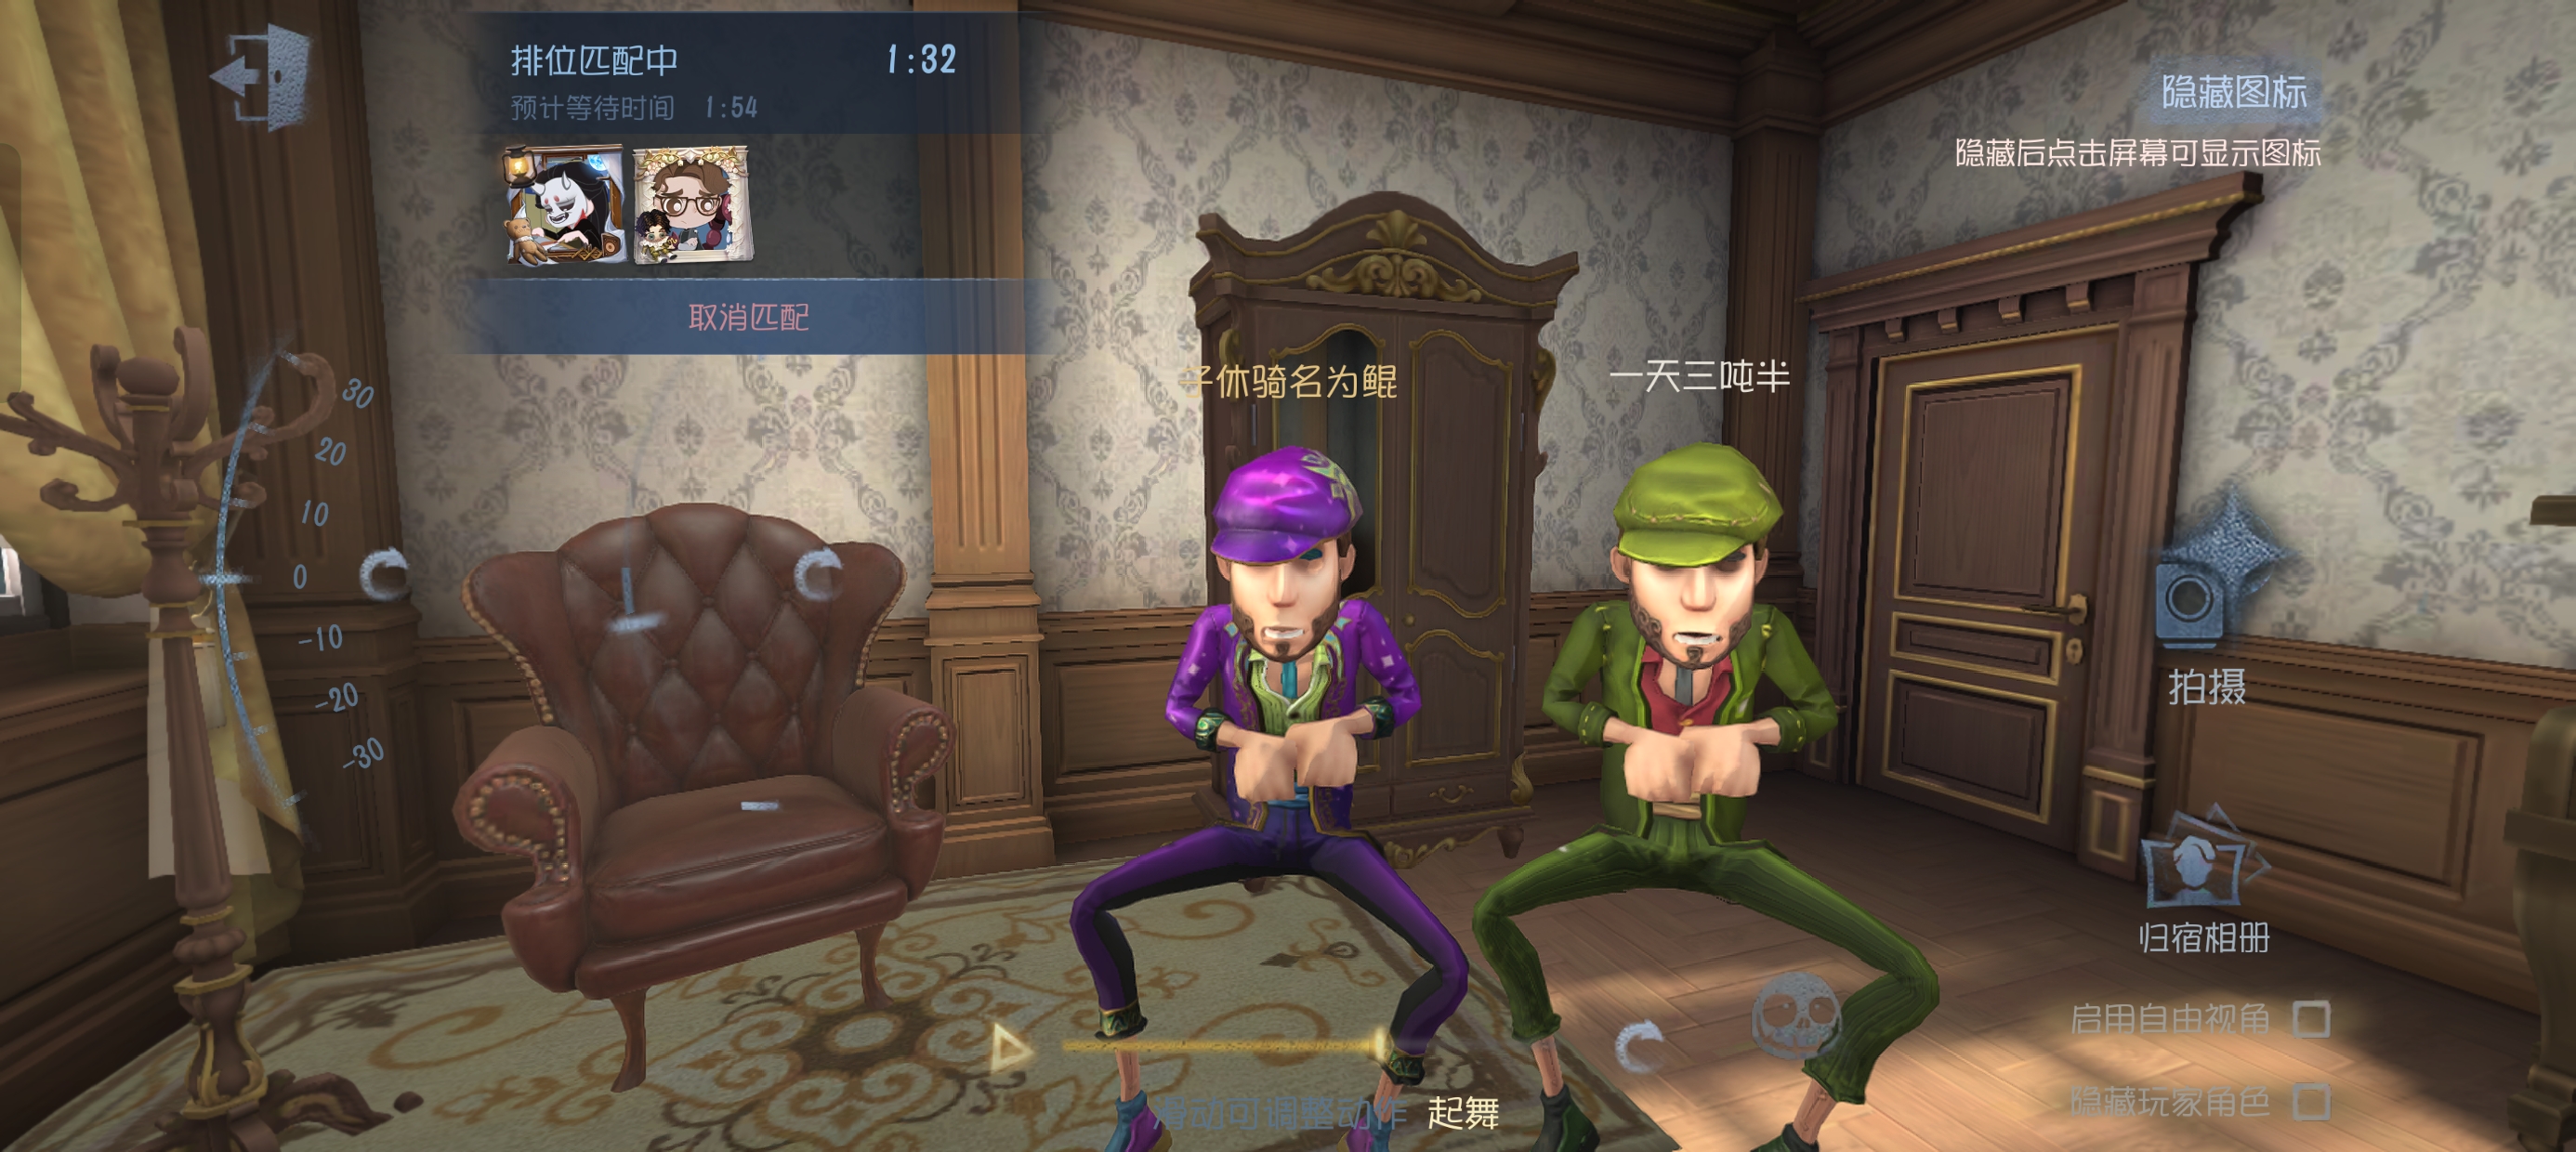 排位匹配中 1:32
预计等待时间 1:54
取消匹配
隐藏图标
隐藏后点击屏幕可显示图标
子休骑名为鲲
一天三吨半
30
20
10
0
-10
-20
-30
拍摄
归宿相册
启用自由视角
隐藏玩家角色
滑动可调整动作 起舞